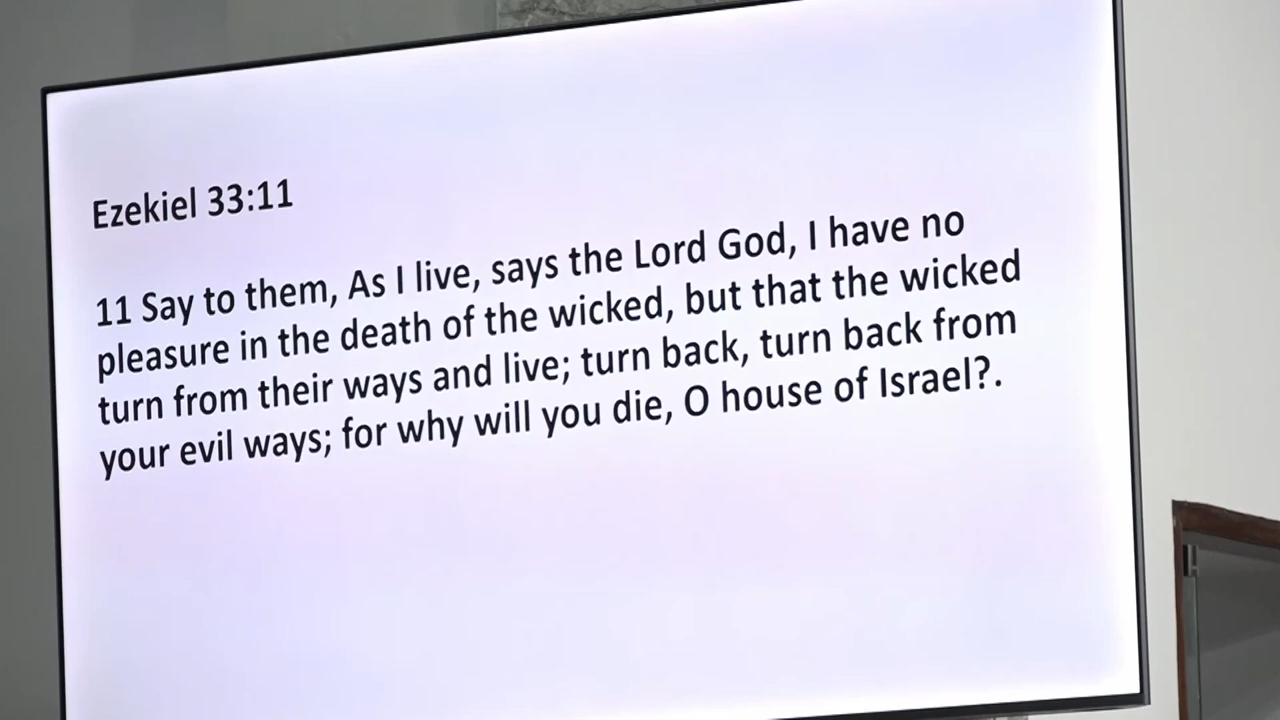 Ezekiel 33:11
11 Say to them, As I live, says the Lord God, I have no
pleasure in the death of the wicked, but that the wicked
turn from their ways and live; turn back, turn back from
your evil ways; for why will you die, O house of Israel?.